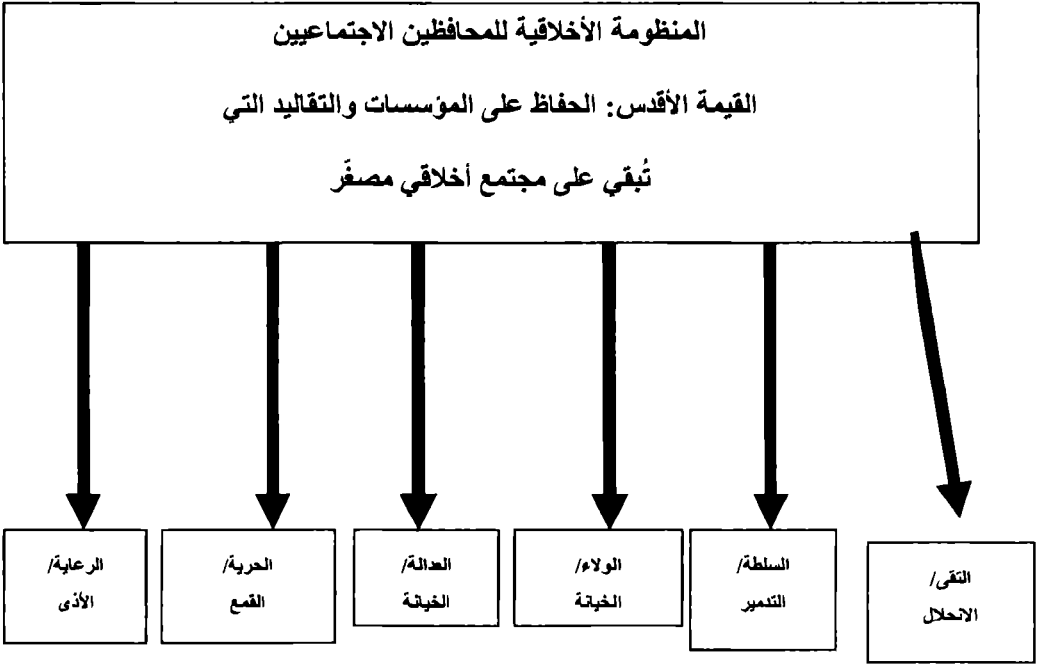 المنظومة الأخلاقية للمحافظين الاجتماعيين
القيمة الأقدس: الحفاظ على المؤسسات والتقاليد التي
تُبقي على مجتمع أخلاقي مصغّر
التقى/
الانحلال
السلطة/
التدمير
الولاء/
الخيانة
العدالة/
الخيانة
الحرية/
القمع
الرعاية/
الأذى